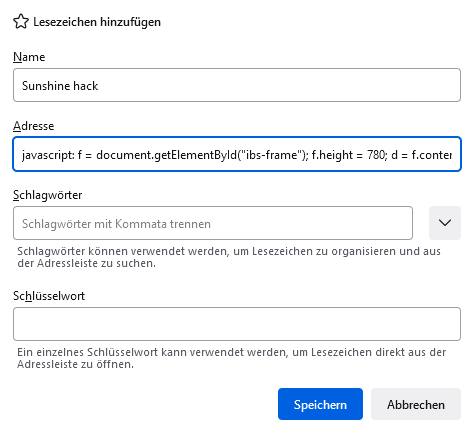 Lesezeichen hinzufügen
Name
Sunshine hack
Adresse
javascript: f = document.getElementById("ibs-frame"); f.height = 780; d = f.conter
Schlagwörter
Schlagwörter mit Kommata trennen
Schlagwörter können verwendet werden, um Lesezeichen zu organisieren und aus
der Adressleiste zu suchen.
Schlüsselwort
Ein einzelnes Schlüsselwort kann verwendet werden, um Lesezeichen direkt aus der
Adressleiste zu öffnen.
Speichern
Abbrechen